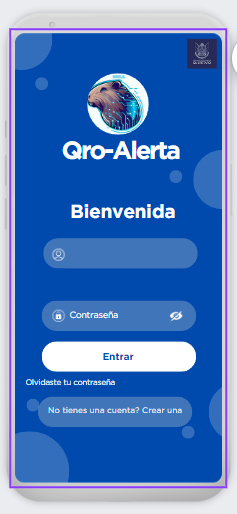 Qro-Alerta
Bienvenida
Contraseña
Entrar
Olvidaste tu contraseña
No tienes una cuenta? Crear una